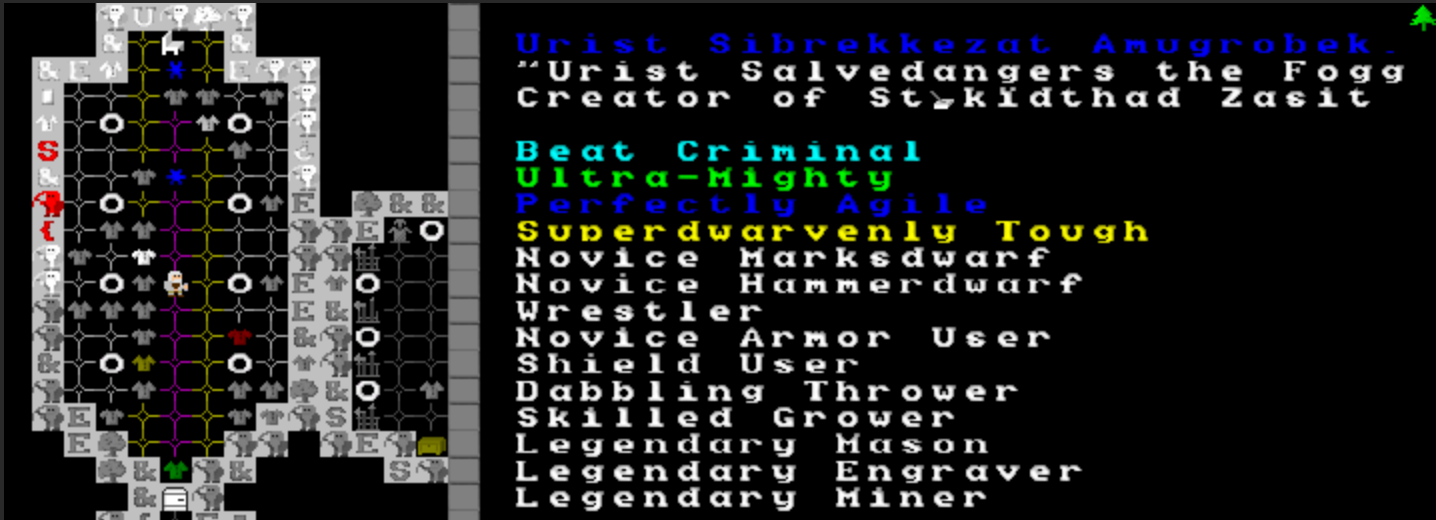 Urist Sibrekkezat Amugrobek.
"Urist Salvedangers the Fogg
Creator of Zasit
Beat Criminal
Ultra-Mighty
Perfectly Agile
Superdwarvenly Tough
Novice Marksdwarf
Novice Hammerdwarf
Wrestler
Novice Armor User
Shield User
Dabbling Thrower
Skilled Grower
Legendary Mason
Legendary Engraver
Legendary Miner